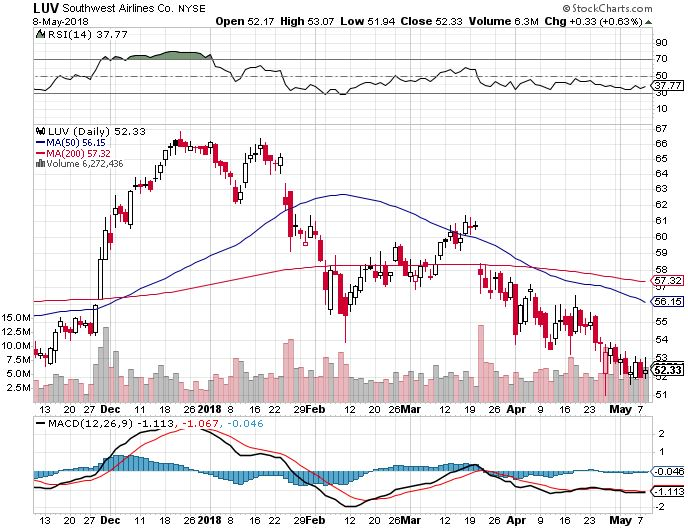 LUV Southwest Airlines Co. NYSE © StockCharts.com
8-May-2018 Open 52.17 High 53.07 Low 51.94 Close 52.33 Volume 6.3M Chg +0.33 (+0.63%)
RSI(14) 37.77
90
70
50
37.77
30
10
LUV (Daily) 52.33
MA(50) 56.15
MA(200) 57.32
Volume 6,272,436
67
66
65
64
63
62
61
60
59
58
57.32
57
56.15
55
54
53
52.33
52
51
15.0M
12.5M
10.0M
7.5M
5.0M
2.5M
13 20 27 Dec 11 18 26 2018 8 16 22 29 Feb 12 20 26 Mar 12 19 26 Apr 9 16 23 May 7
MACD(12,26,9) -1.113, -1.067, -0.046
2
1
-0.046
-1.113
-2
13 20 27 Dec 11 18 26 2018 8 16 22 29 Feb 12 20 26 Mar 12 19 26 Apr 9 16 23 May 7